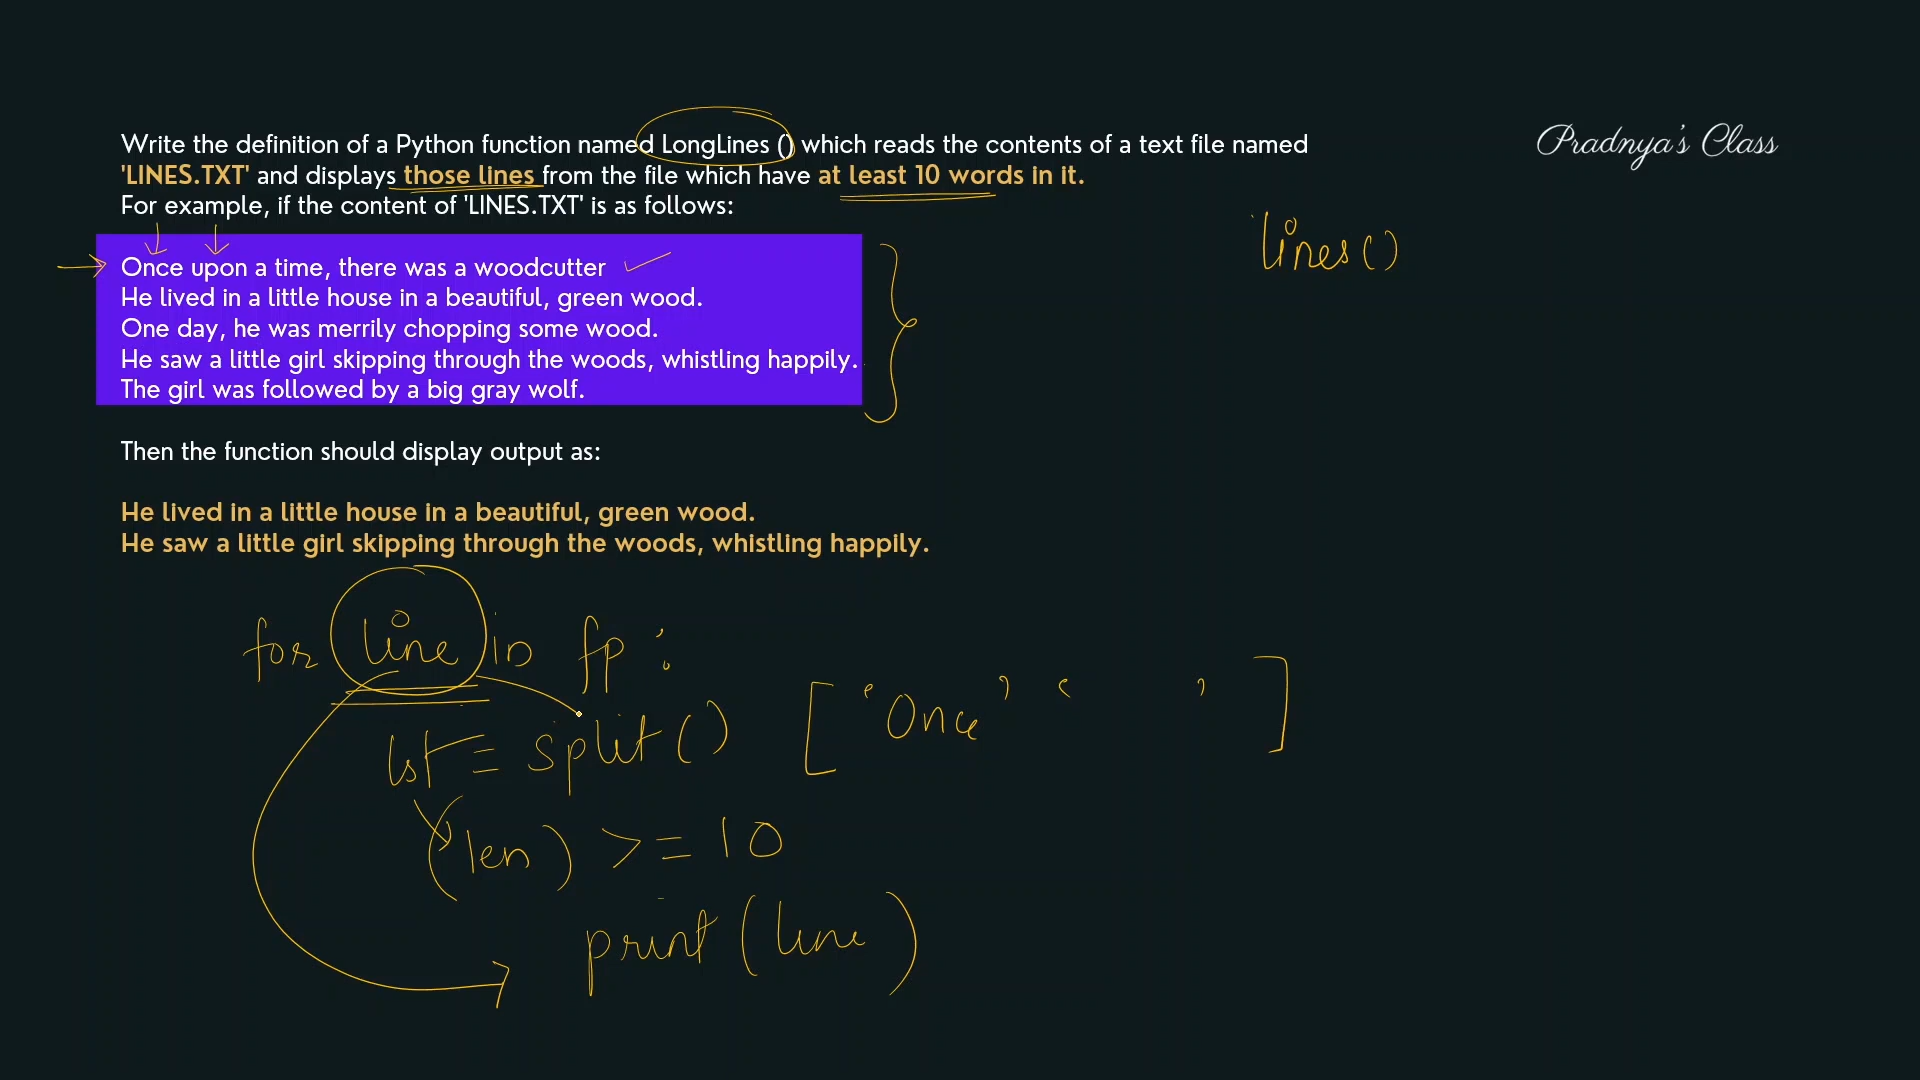 Write the definition of a Python function named LongLines () which reads the contents of a text file named
'LINES.TXT' and displays those lines from the file which have at least 10 words in it.
For example, if the content of 'LINES.TXT' is as follows:
Pradnya's Class
lines()
Once upon a time, there was a woodcutter
He lived in a little house in a beautiful, green wood.
One day, he was merrily chopping some wood.
He saw a little girl skipping through the woods, whistling happily.
The girl was followed by a big gray wolf.
Then the function should display output as:
He lived in a little house in a beautiful, green wood.
He saw a little girl skipping through the woods, whistling happily.
for line in fp :
lst = split() ['Once' ' ']
(len) >= 10
print(line)